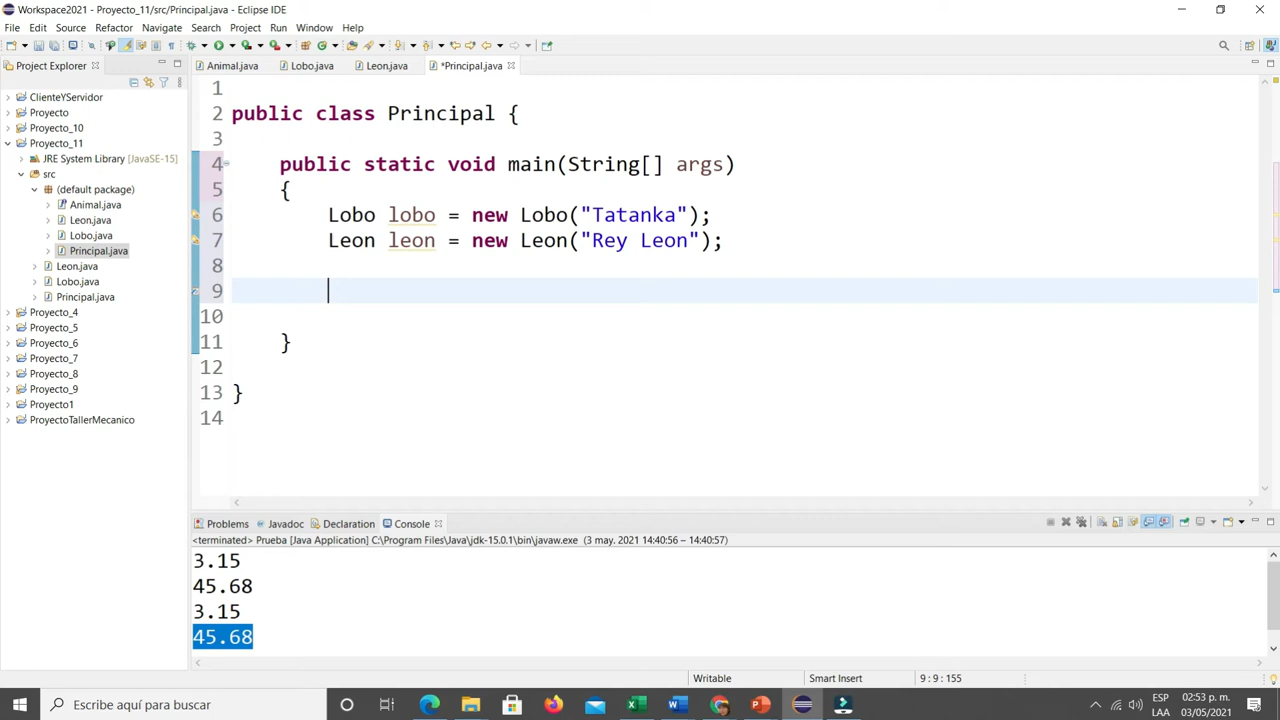 Workspace2021 - Proyecto_11/src/Principal.java - Eclipse IDE
File Edit Source Refactor Navigate Search Project Run Window Help
Project Explorer
Animal.java Lobo.java Leon.java *Principal.java
ClienteYServidor
Proyecto
Proyecto_10
Proyecto_11
JRE System Library [JavaSE-15]
src
(default package)
Animal.java
Leon.java
Lobo.java
Principal.java
Leon.java
Lobo.java
Principal.java
Proyecto_4
Proyecto_5
Proyecto_6
Proyecto_7
Proyecto_8
Proyecto_9
Proyecto1
ProyectoTallerMecanico
1
2 public class Principal {
3
4 public static void main(String[] args)
5 {
6 Lobo lobo = new Lobo("Tatanka");
7 Leon leon = new Leon("Rey Leon");
8
9
10
11 }
12
13 }
14
Problems Javadoc Declaration Console
<terminated> Prueba [Java Application] C:\Program Files\Java\jdk-15.0.1\bin\javaw.exe (3 may. 2021 14:40:56 – 14:40:57)
3.15
45.68
3.15
45.68
Writable Smart Insert 9 : 9 : 155
Escribe aquí para buscar
ESP
LAA
02:53 p. m.
03/05/2021